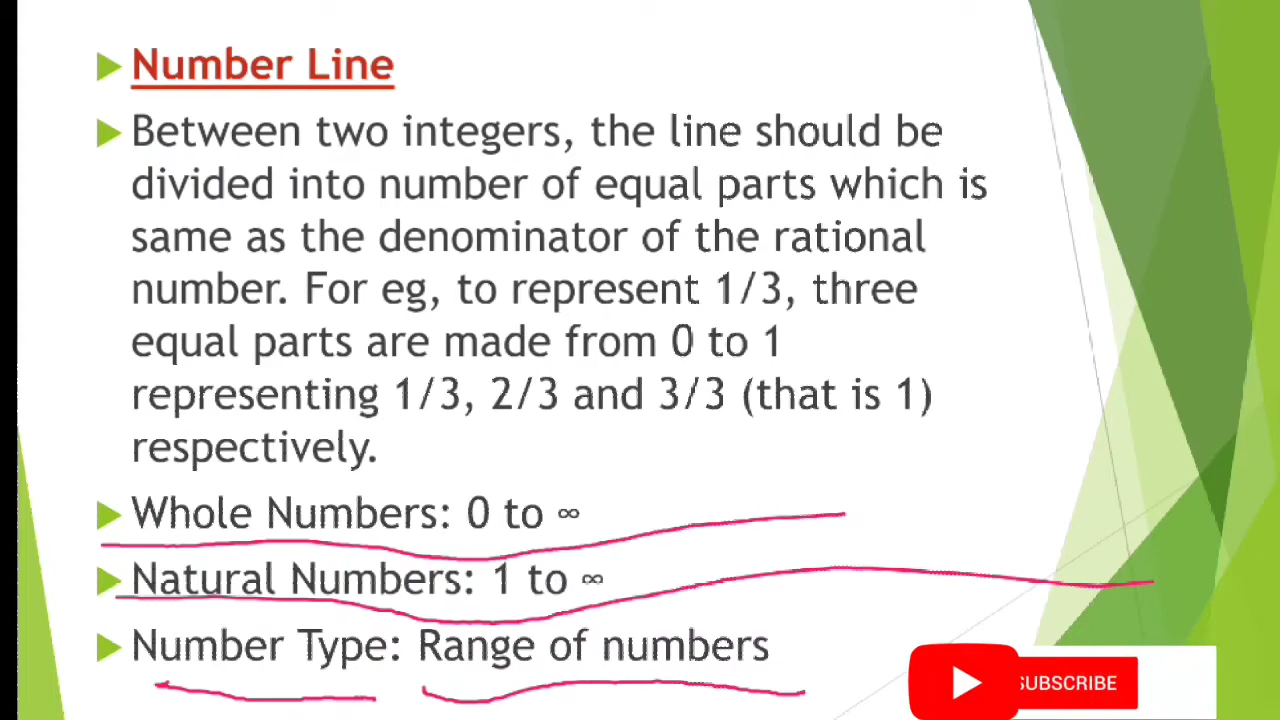 Number Line
Between two integers, the line should be
divided into number of equal parts which is
same as the denominator of the rational
number. For eg, to represent 1/3, three
equal parts are made from 0 to 1
representing 1/3, 2/3 and 3/3 (that is 1)
respectively.
Whole Numbers: 0 to ∞
Natural Numbers: 1 to ∞
Number Type: Range of numbers
SUBSCRIBE